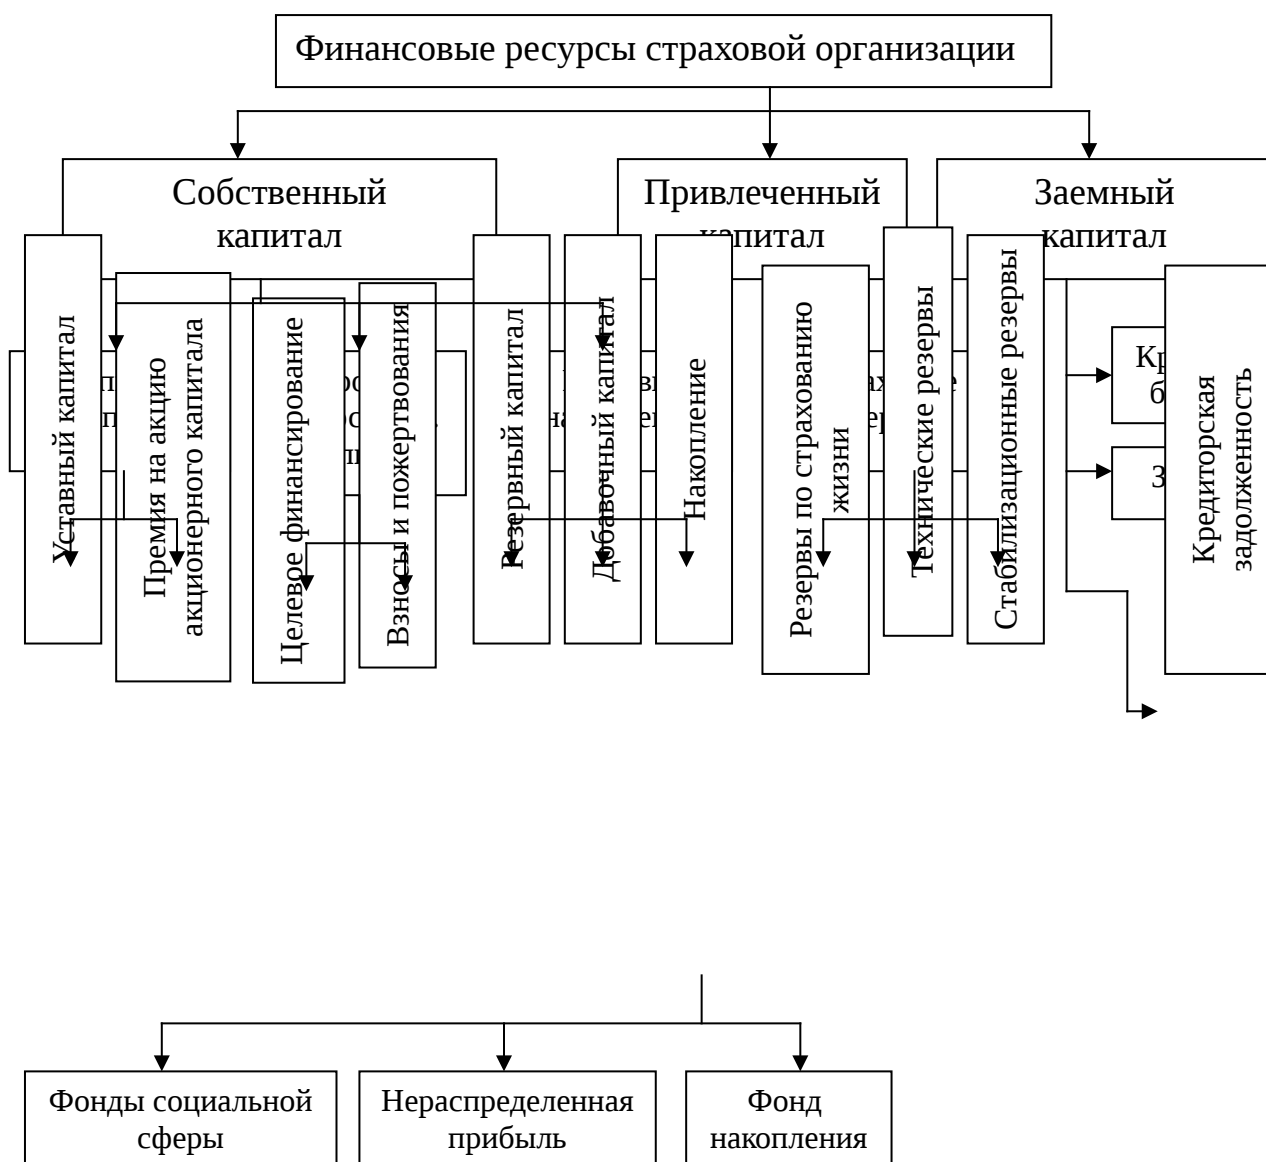 Финансовые ресурсы страховой организации
Собственный
капитал
Привлеченный
капитал
Заемный
капитал
Уставный капитал
Премия на акцию
акционерного капитала
Целевое финансирование
Взносы и пожертвования
Резервный капитал
Добавочный капитал
Накопление
Резервы по страхованию
жизни
Технические резервы
Стабилизационные резервы
Кредиторская
задолженность
Фонды социальной
сферы
Нераспределенная
прибыль
Фонд
накопления